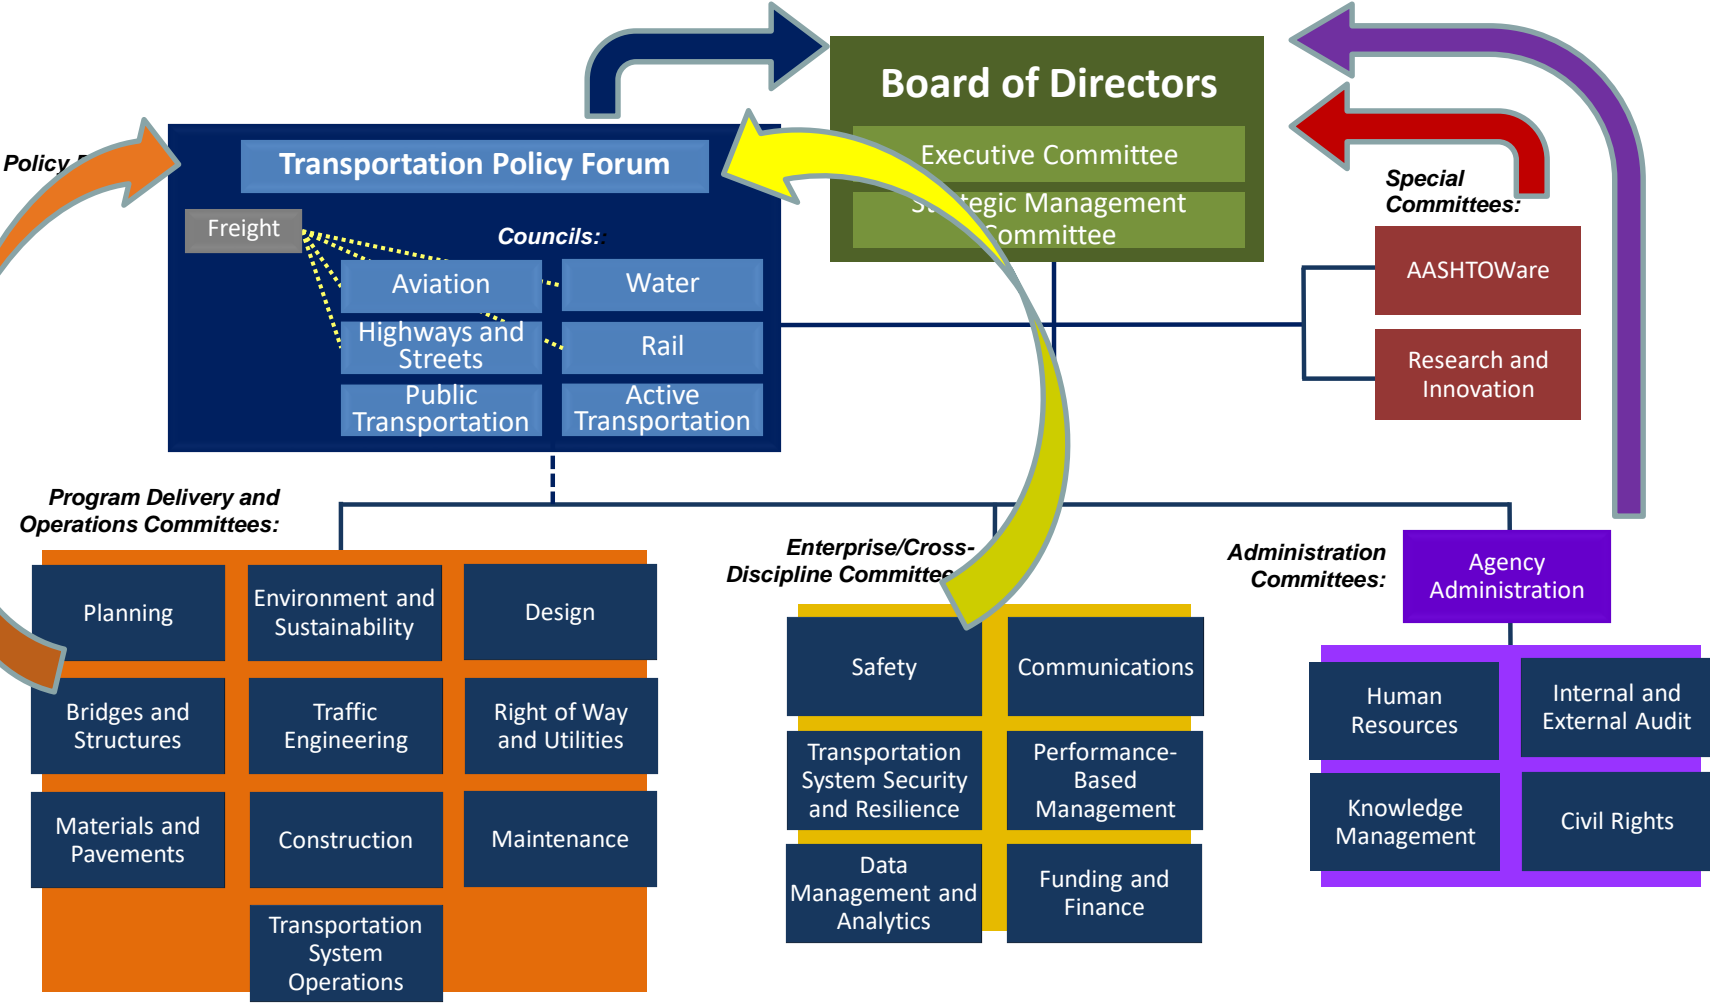 Board of Directors
Executive Committee
Strategic Management
Committee
Policy
Transportation Policy Forum
Freight
Councils:
Aviation
Water
Highways and
Streets
Rail
Public
Transportation
Active
Transportation
Special
Committees:
AASHTOWare
Research and
Innovation
Program Delivery and
Operations Committees:
Planning
Environment and
Sustainability
Design
Bridges and
Structures
Traffic
Engineering
Right of Way
and Utilities
Materials and
Pavements
Construction
Maintenance
Transportation
System
Operations
Enterprise/Cross-
Discipline Committee
Safety
Communications
Transportation
System Security
and Resilience
Performance-
Based
Management
Data
Management and
Analytics
Funding and
Finance
Administration
Committees:
Agency
Administration
Human
Resources
Internal and
External Audit
Knowledge
Management
Civil Rights